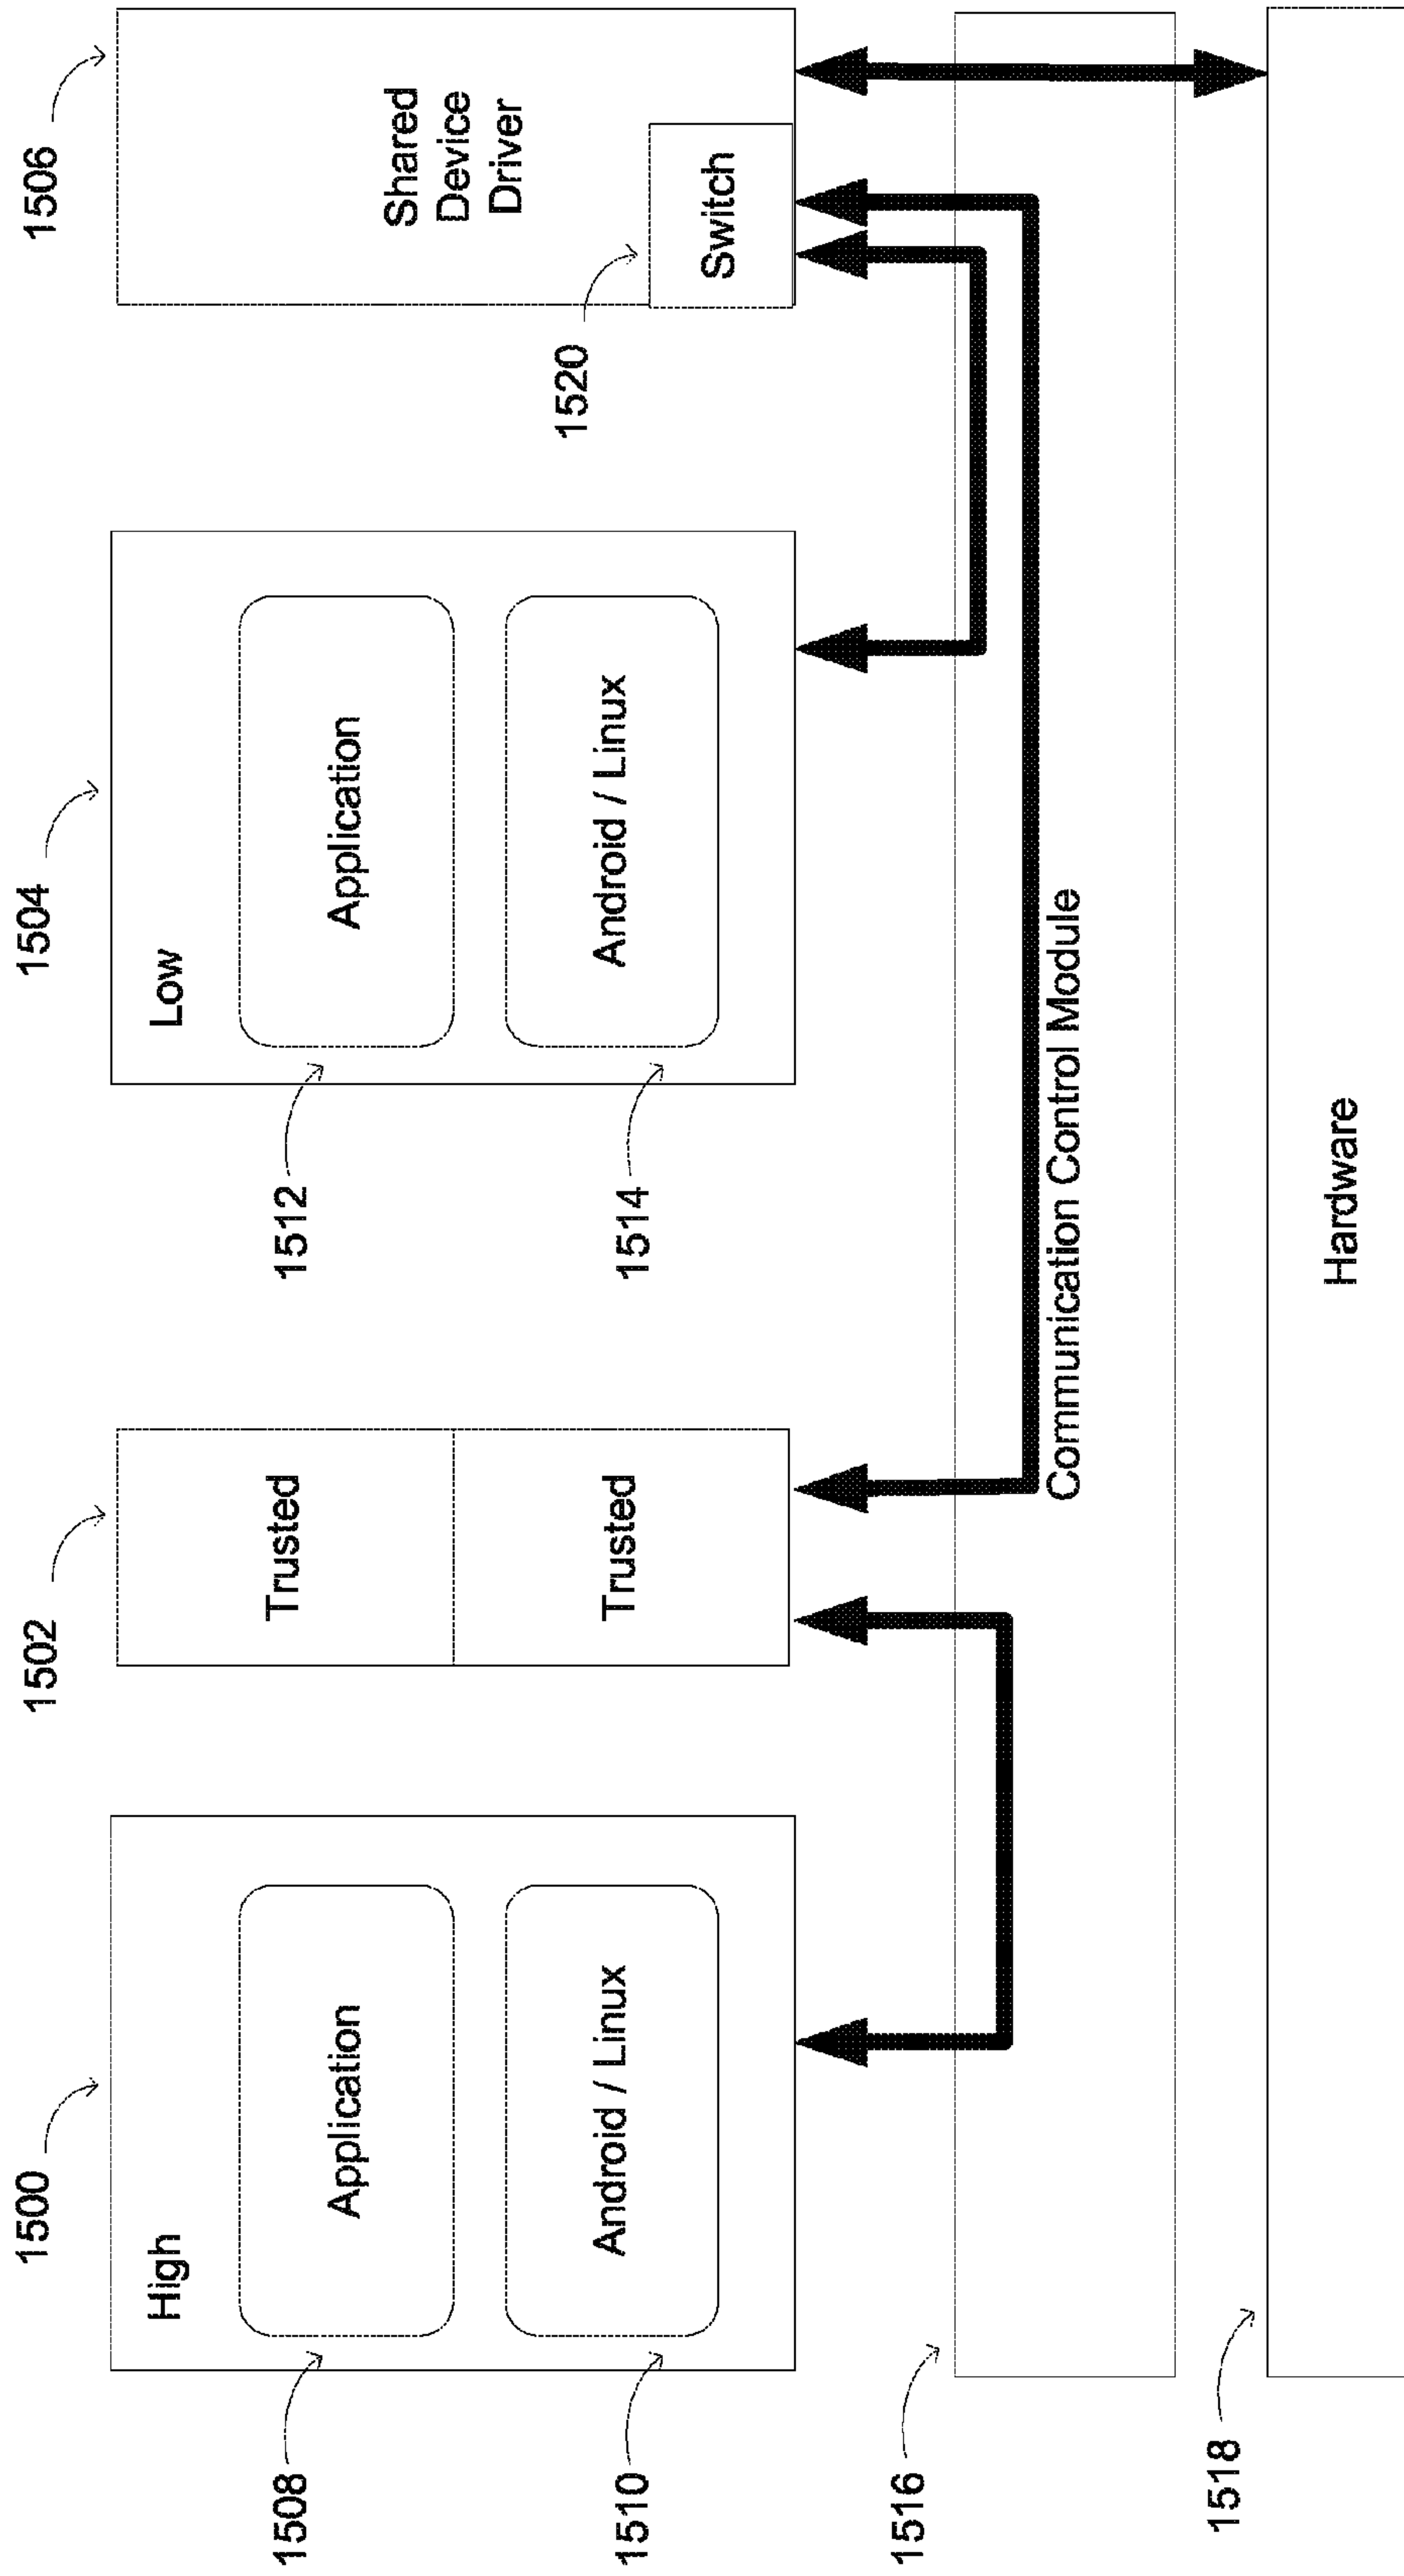 1500
1502
1504
1506
High
Low
Application
Trusted
Application
Shared
Device
Driver
1508
1512
Android / Linux
Trusted
Android / Linux
1520
Switch
1510
1514
1516
Communication Control Module
1518
Hardware